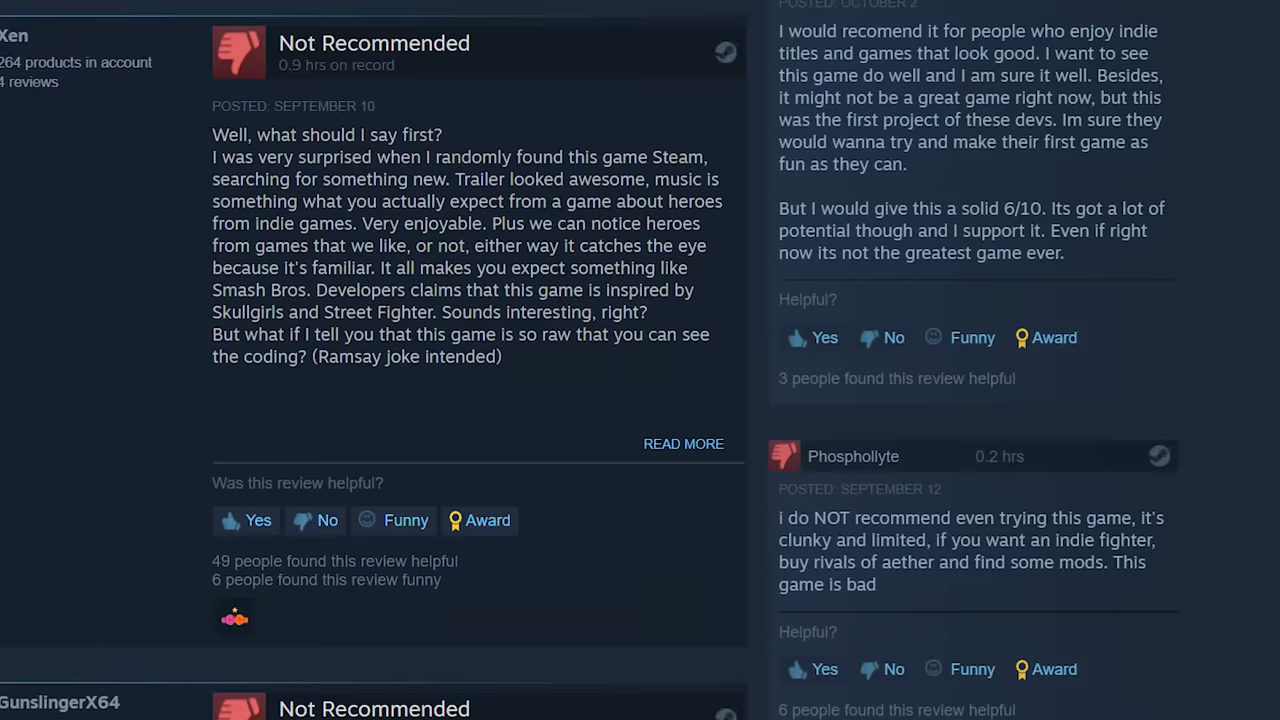 Xen
264 products in account
4 reviews
Not Recommended
0.9 hrs on record
POSTED: SEPTEMBER 10
Well, what should I say first?
I was very surprised when I randomly found this game Steam,
searching for something new. Trailer looked awesome, music is
something what you actually expect from a game about heroes
from indie games. Very enjoyable. Plus we can notice heroes
from games that we like, or not, either way it catches the eye
because it's familiar. It all makes you expect something like
Smash Bros. Developers claims that this game is inspired by
Skullgirls and Street Fighter. Sounds interesting, right?
But what if I tell you that this game is so raw that you can see
the coding? (Ramsay joke intended)
READ MORE
Was this review helpful?
Yes
No
Funny
Award
49 people found this review helpful
6 people found this review funny
GunslingerX64
Not Recommended
POSTED: OCTOBER 2
I would recomend it for people who enjoy indie
titles and games that look good. I want to see
this game do well and I am sure it well. Besides,
it might not be a great game right now, but this
was the first project of these devs. Im sure they
would wanna try and make their first game as
fun as they can.
But I would give this a solid 6/10. Its got a lot of
potential though and I support it. Even if right
now its not the greatest game ever.
Helpful?
Yes
No
Funny
Award
3 people found this review helpful
Phosphollyte
0.2 hrs
POSTED: SEPTEMBER 12
i do NOT recommend even trying this game, it's
clunky and limited, if you want an indie fighter,
buy rivals of aether and find some mods. This
game is bad
Helpful?
Yes
No
Funny
Award
6 people found this review helpful